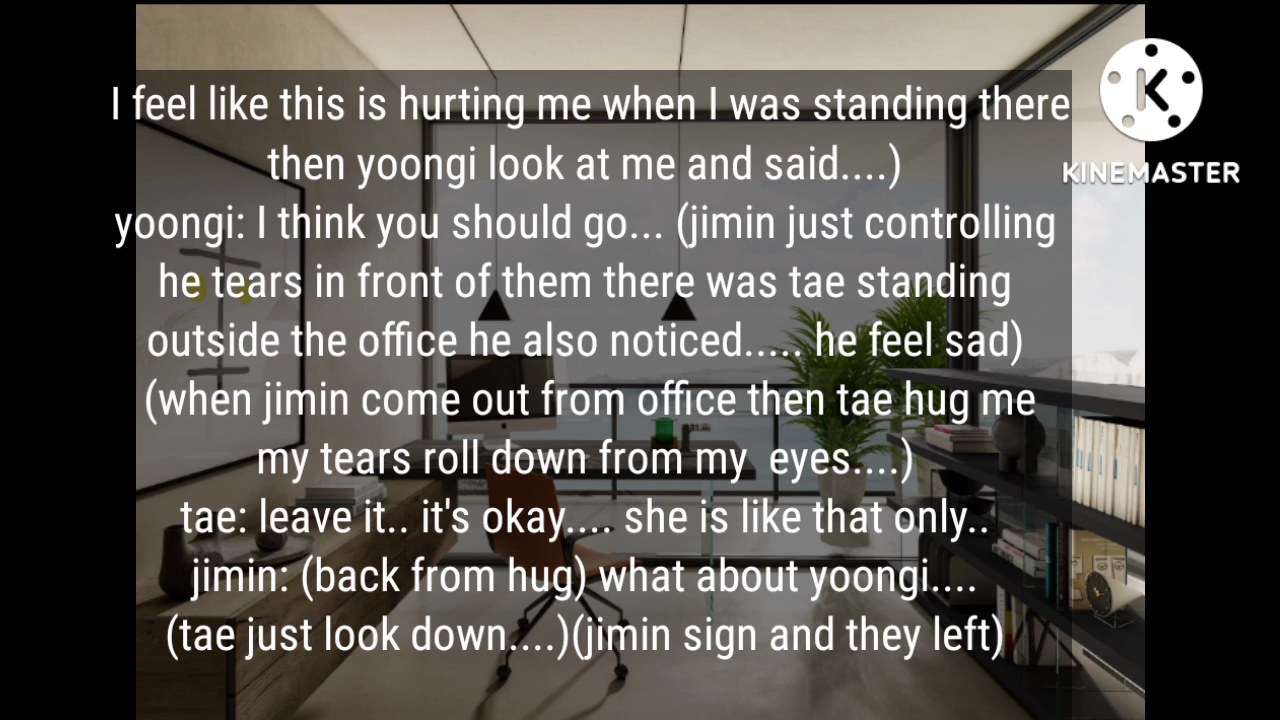 I feel like this is hurting me when I was standing there
then yoongi look at me and said....)
yoongi: I think you should go... (jimin just controlling
he tears in front of them there was tae standing
outside the office he also noticed..... he feel sad)
(when jimin come out from office then tae hug me
my tears roll down from my  eyes....)
tae: leave it.. it's okay.... she is like that only..
jimin: (back from hug) what about yoongi....
(tae just look down....)(jimin sign and they left)
K
KINEMASTER